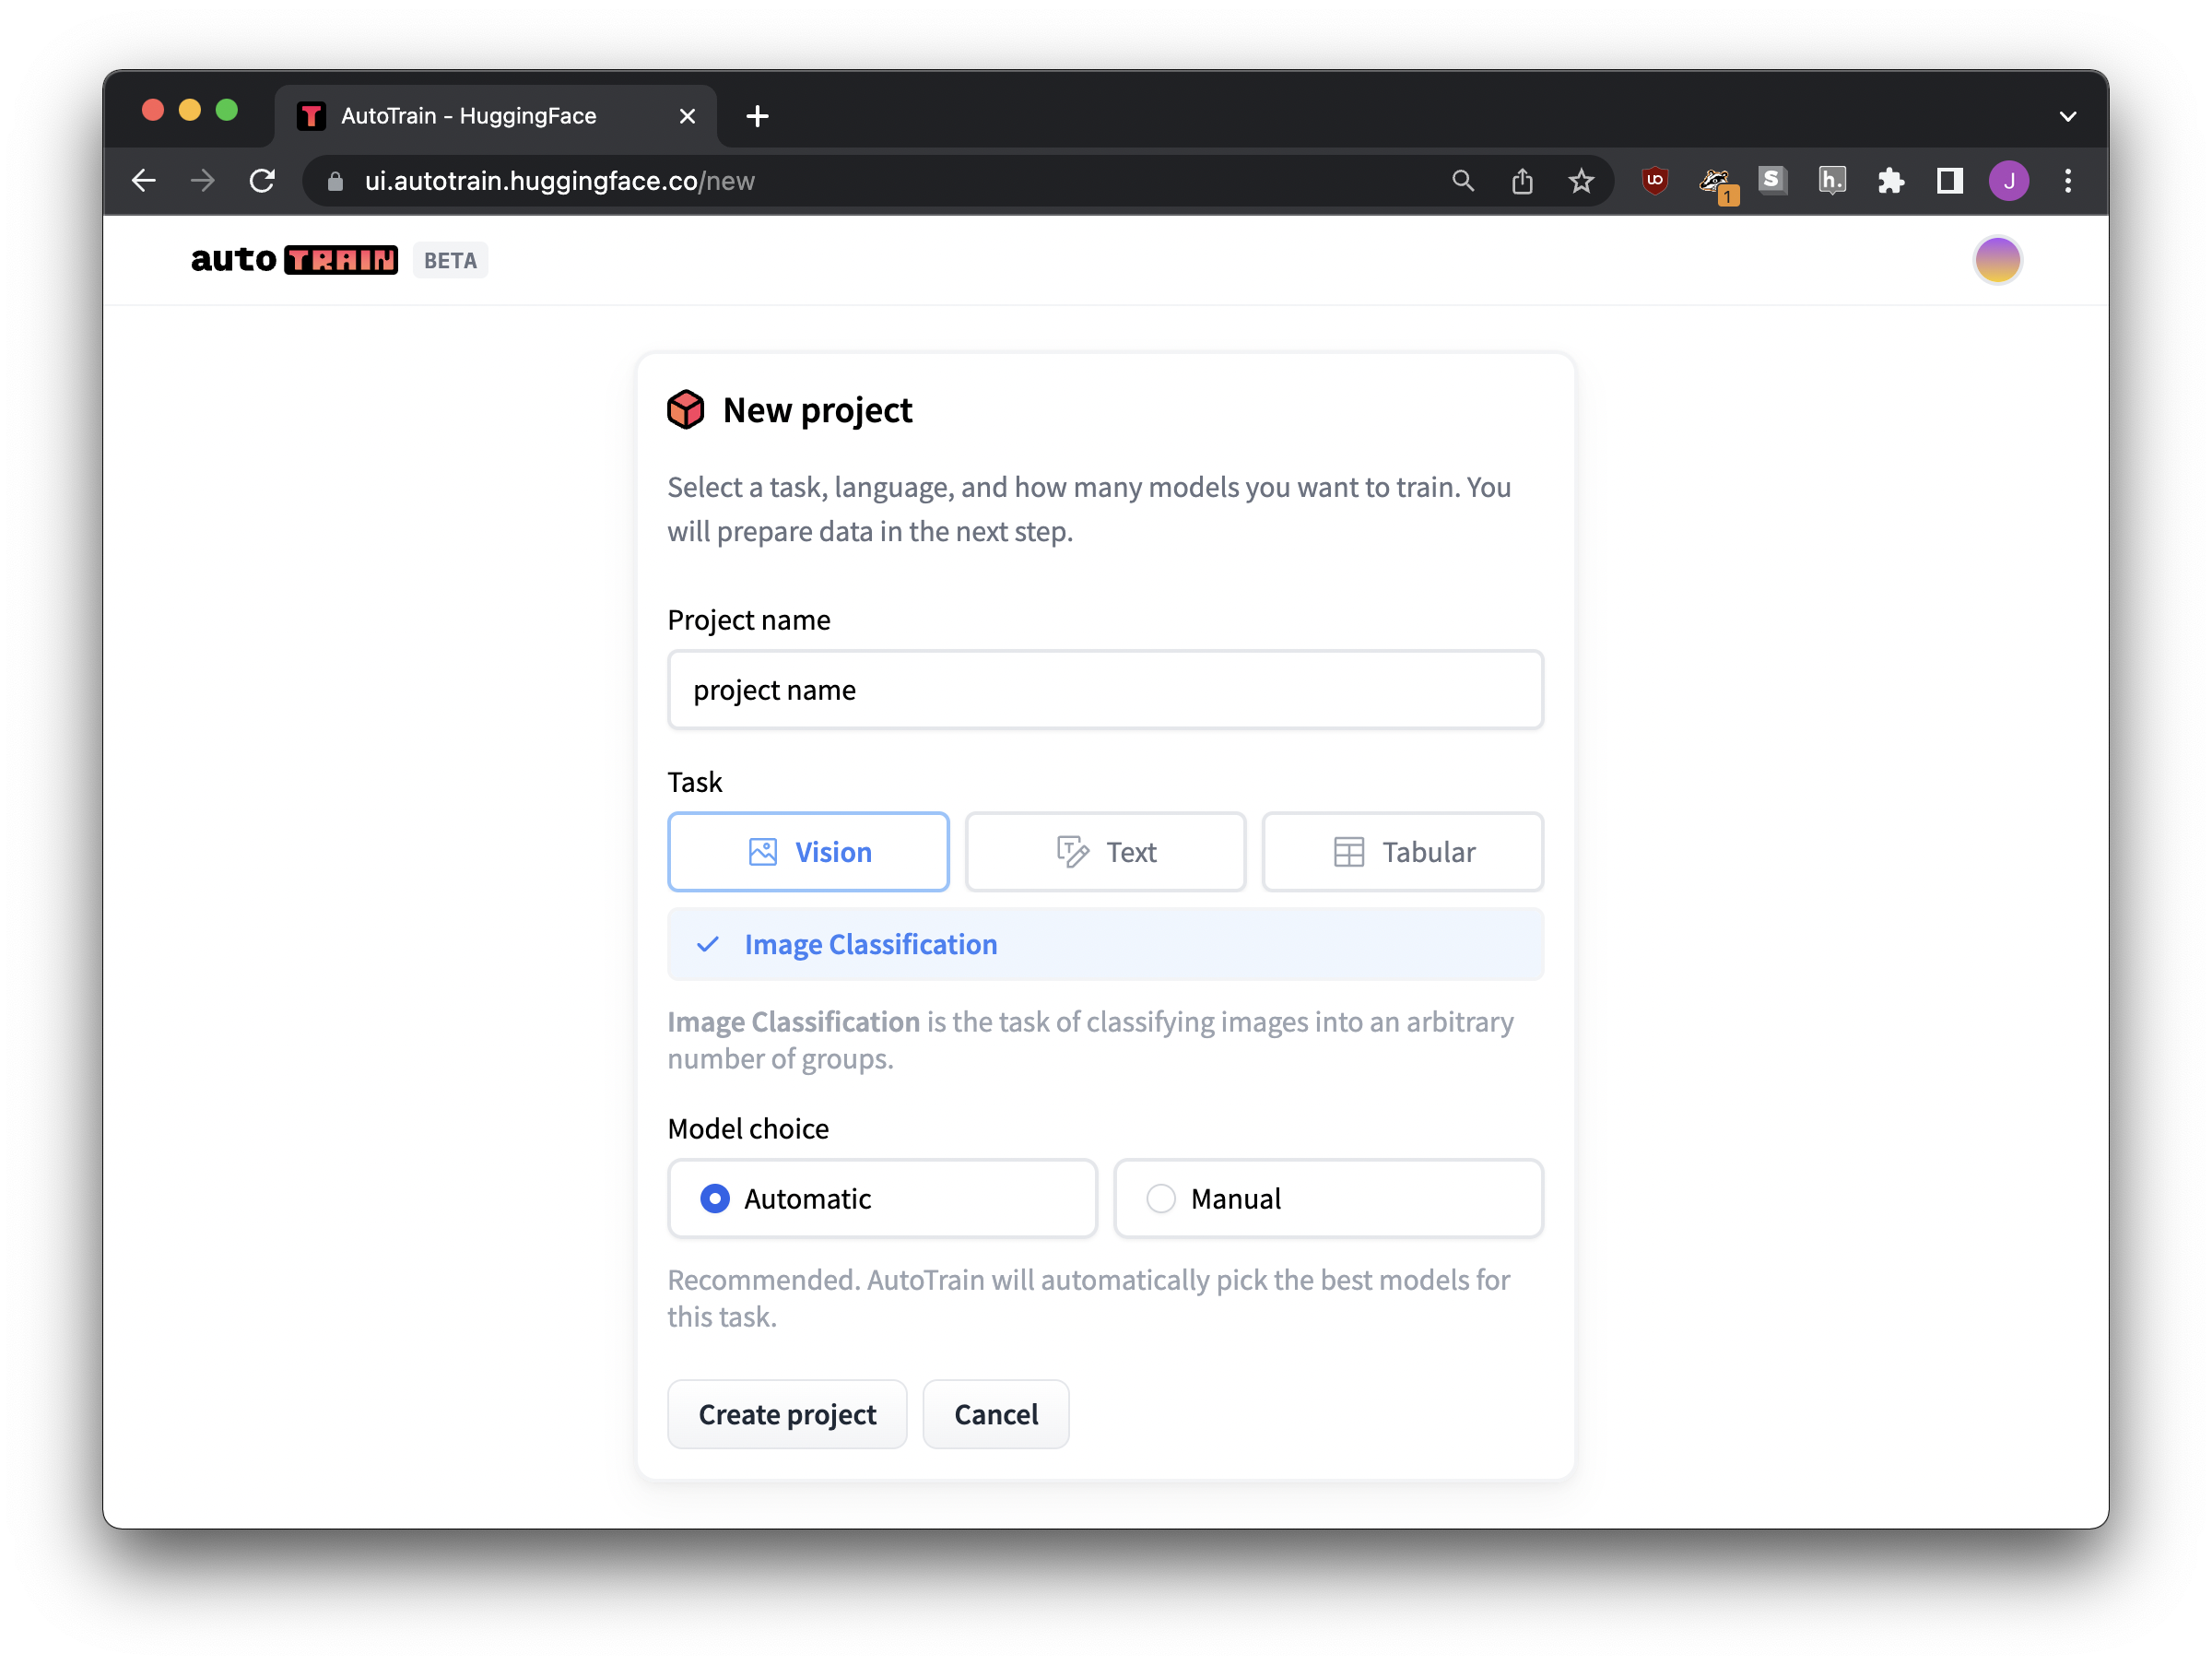 AutoTrain - HuggingFace
ui.autotrain.huggingface.co/new
1
S
h.
J
auto TRAIN BETA
New project
Select a task, language, and how many models you want to train. You
will prepare data in the next step.
Project name
project name
Task
Vision
Text
Tabular
Image Classification
Image Classification is the task of classifying images into an arbitrary
number of groups.
Model choice
Automatic
Manual
Recommended. AutoTrain will automatically pick the best models for
this task.
Create project
Cancel